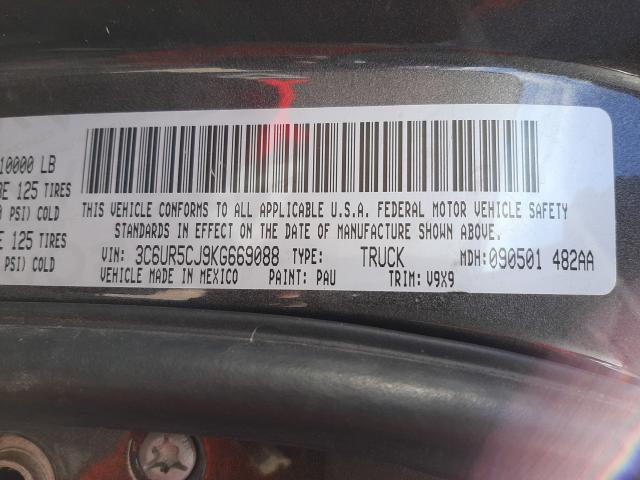 10000 LB
125 TIRES
PSI) COLD
125 TIRES
PSI) COLD
THIS VEHICLE CONFORMS TO ALL APPLICABLE U.S.A. FEDERAL MOTOR VEHICLE SAFETY
STANDARDS IN EFFECT ON THE DATE OF MANUFACTURE SHOWN ABOVE
VIN: 3C6UR5CJ9KG669088 TYPE: TRUCK MDH: 090501 482AA
VEHICLE MADE IN MEXICO PAINT: PAU TRIM: V9X9